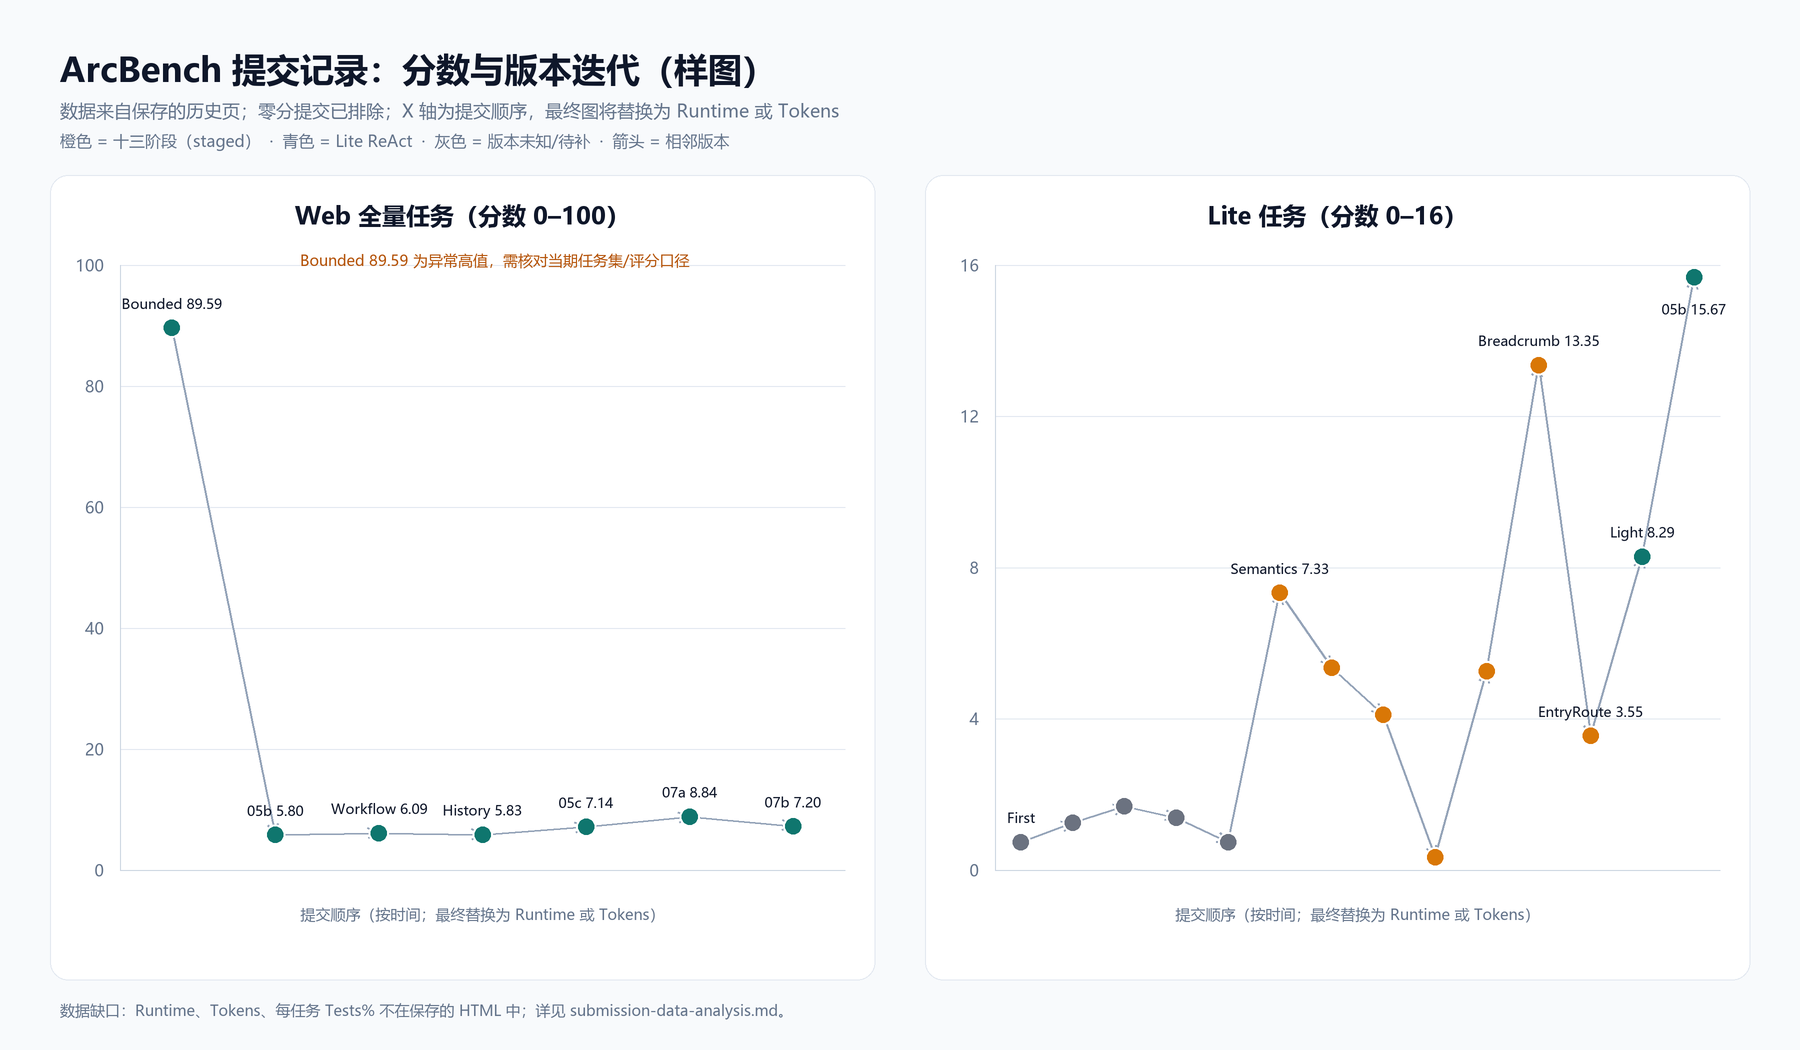 ArcBench 提交记录：分数与版本迭代（样图）
数据来自保存的历史页；零分提交已排除；X 轴为提交顺序，最终图将替换为 Runtime 或 Tokens
橙色 = 十三阶段（staged） · 青色 = Lite ReAct · 灰色 = 版本未知/待补 · 箭头 = 相邻版本
Web 全量任务（分数 0–100）
Bounded 89.59 为异常高值，需核对当期任务集/评分口径
100
80
60
40
20
0
Bounded 89.59
05b 5.80
Workflow 6.09
History 5.83
05c 7.14
07a 8.84
07b 7.20
提交顺序（按时间；最终替换为 Runtime 或 Tokens）
Lite 任务（分数 0–16）
16
12
8
4
0
First
Semantics 7.33
Breadcrumb 13.35
EntryRoute 3.55
Light 8.29
05b 15.67
提交顺序（按时间；最终替换为 Runtime 或 Tokens）
数据缺口：Runtime、Tokens、每任务 Tests% 不在保存的 HTML 中；详见 submission-data-analysis.md。